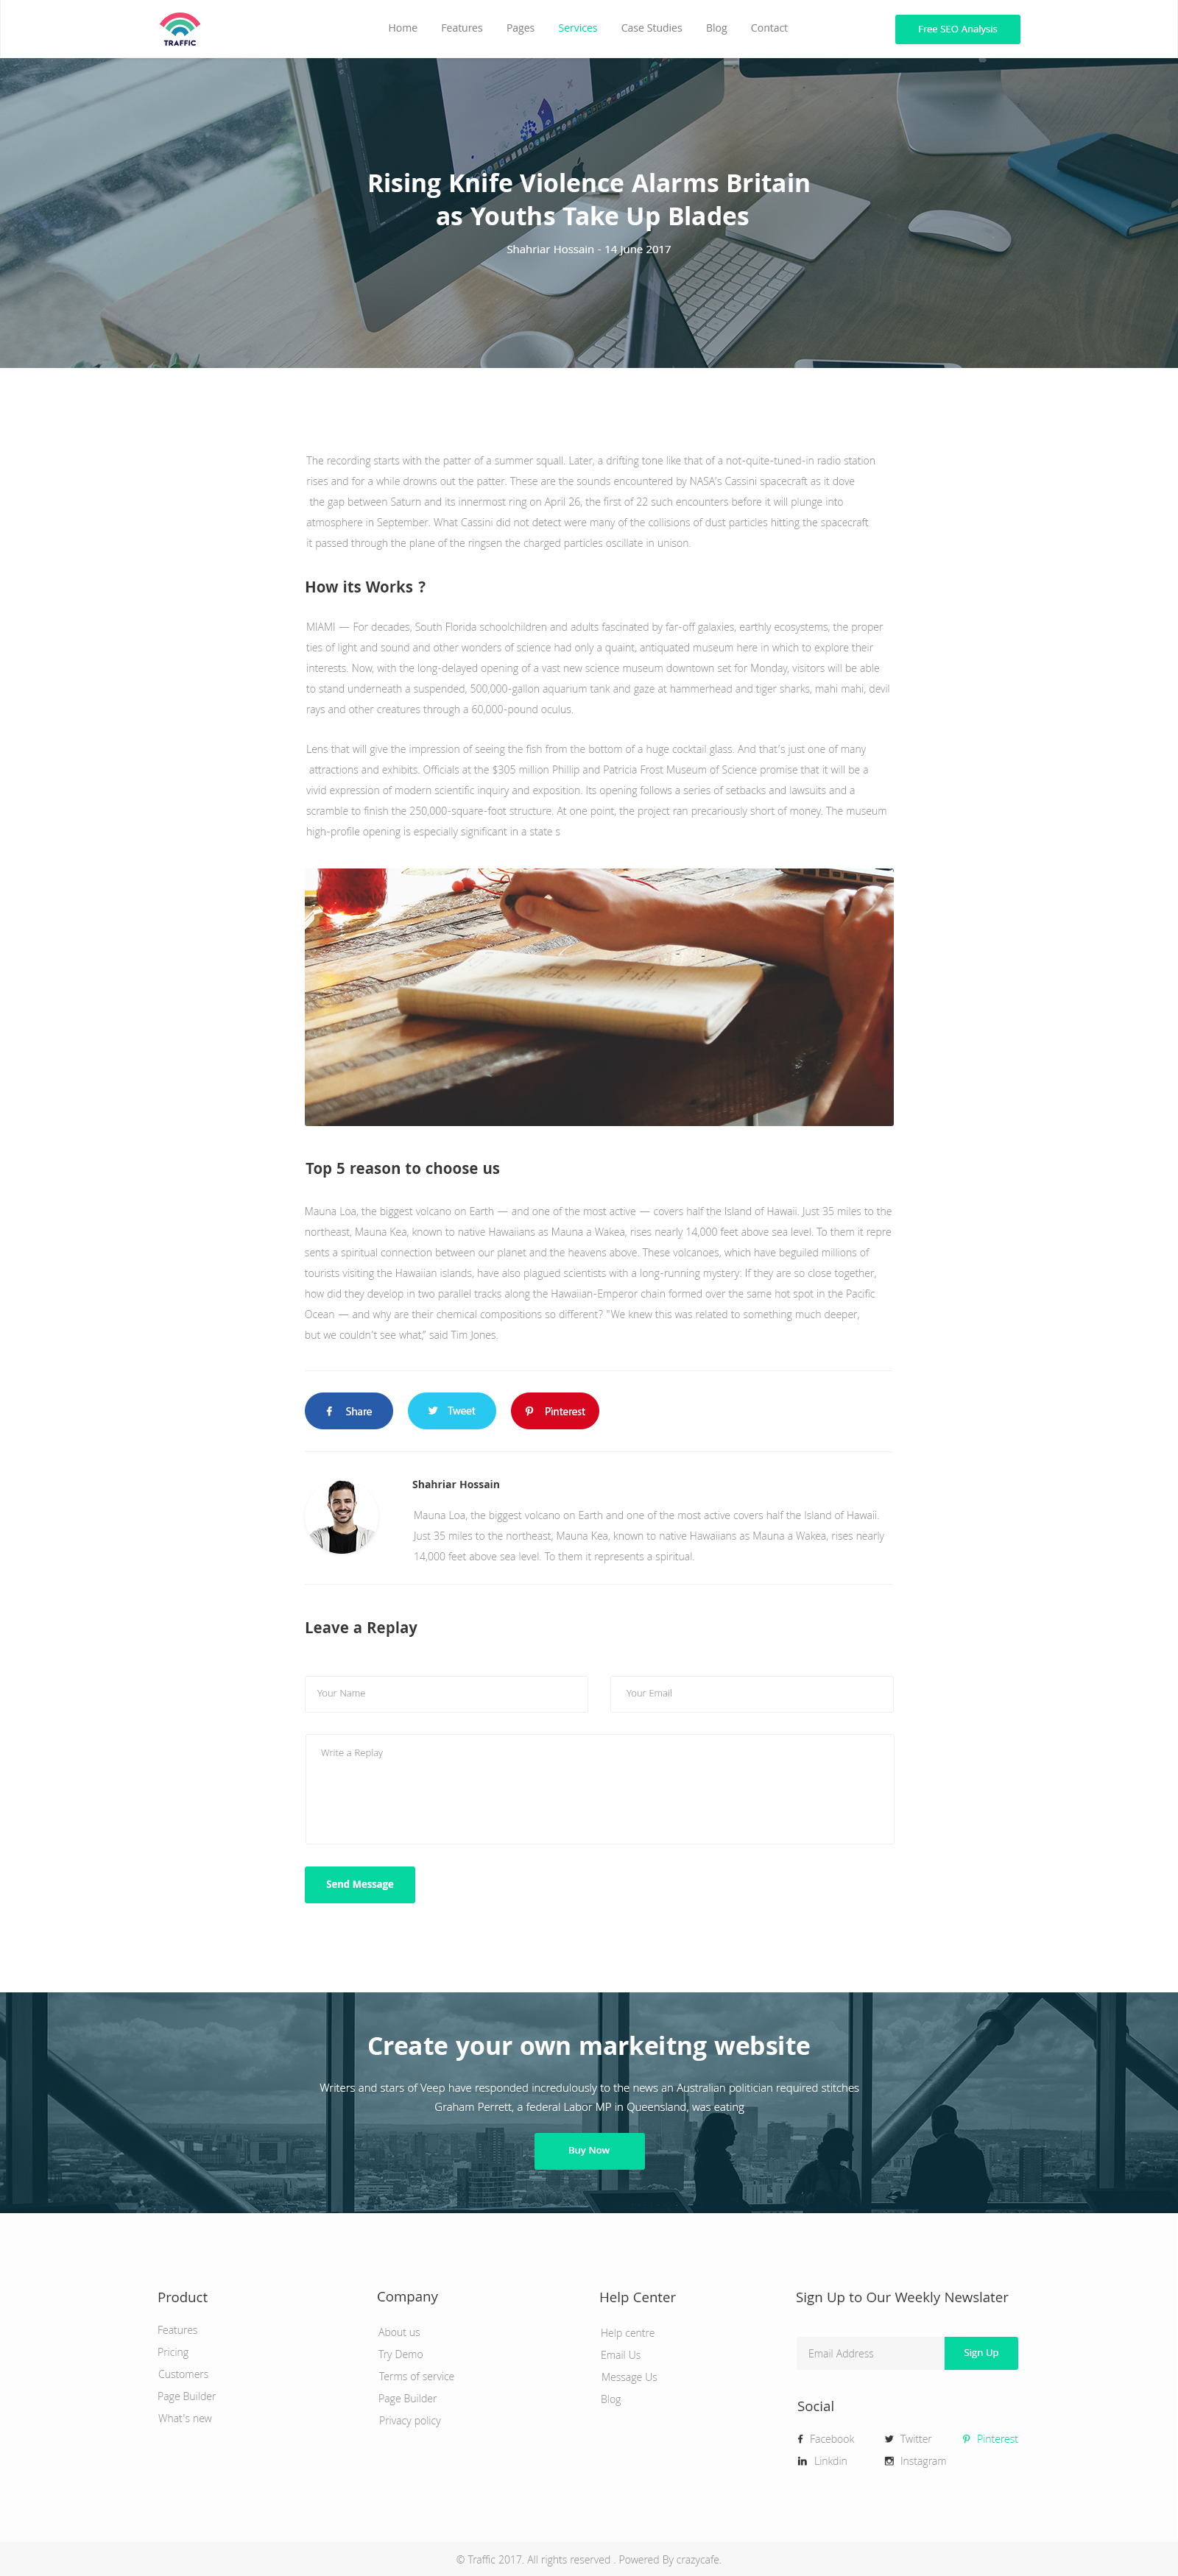 TRAFFIC
Home Features Pages Services Case Studies Blog Contact
Free SEO Analysis
Rising Knife Violence Alarms Britain
as Youths Take Up Blades
Shahriar Hossain - 14 June 2017
The recording starts with the patter of a summer squall. Later, a drifting tone like that of a not-quite-tuned-in radio station
rises and for a while drowns out the patter. These are the sounds encountered by NASA's Cassini spacecraft as it dove
the gap between Saturn and its innermost ring on April 26, the first of 22 such encounters before it will plunge into
atmosphere in September. What Cassini did not detect were many of the collisions of dust particles hitting the spacecraft
it passed through the plane of the ringsen the charged particles oscillate in unison.
How its Works ?
MIAMI — For decades, South Florida schoolchildren and adults fascinated by far-off galaxies, earthly ecosystems, the proper
ties of light and sound and other wonders of science had only a quaint, antiquated museum here in which to explore their
interests. Now, with the long-delayed opening of a vast new science museum downtown set for Monday, visitors will be able
to stand underneath a suspended, 500,000-gallon aquarium tank and gaze at hammerhead and tiger sharks, mahi mahi, devil
rays and other creatures through a 60,000-pound oculus.
Lens that will give the impression of seeing the fish from the bottom of a huge cocktail glass. And that's just one of many
attractions and exhibits. Officials at the $305 million Phillip and Patricia Frost Museum of Science promise that it will be a
vivid expression of modern scientific inquiry and exposition. Its opening follows a series of setbacks and lawsuits and a
scramble to finish the 250,000-square-foot structure. At one point, the project ran precariously short of money. The museum
high-profile opening is especially significant in a state s
Top 5 reason to choose us
Mauna Loa, the biggest volcano on Earth — and one of the most active — covers half the Island of Hawaii. Just 35 miles to the
northeast, Mauna Kea, known to native Hawaiians as Mauna a Wakea, rises nearly 14,000 feet above sea level. To them it repre
sents a spiritual connection between our planet and the heavens above. These volcanoes, which have beguiled millions of
tourists visiting the Hawaiian islands, have also plagued scientists with a long-running mystery: If they are so close together,
how did they develop in two parallel tracks along the Hawaiian-Emperor chain formed over the same hot spot in the Pacific
Ocean — and why are their chemical compositions so different? "We knew this was related to something much deeper,
but we couldn't see what,” said Tim Jones.
Share Tweet Pinterest
Shahriar Hossain
Mauna Loa, the biggest volcano on Earth and one of the most active covers half the Island of Hawaii.
Just 35 miles to the northeast, Mauna Kea, known to native Hawaiians as Mauna a Wakea, rises nearly
14,000 feet above sea level. To them it represents a spiritual.
Leave a Replay
Your Name Your Email
Write a Replay
Send Message
Create your own markeitng website
Writers and stars of Veep have responded incredulously to the news an Australian politician required stitches
Graham Perrett, a federal Labor MP in Queensland, was eating
Buy Now
Product
Features
Pricing
Customers
Page Builder
What's new
Company
About us
Try Demo
Terms of service
Page Builder
Privacy policy
Help Center
Help centre
Email Us
Message Us
Blog
Sign Up to Our Weekly Newslater
Email Address Sign Up
Social
Facebook Twitter Pinterest
Linkdin Instagram
© Traffic 2017. All rights reserved . Powered By crazycafe.